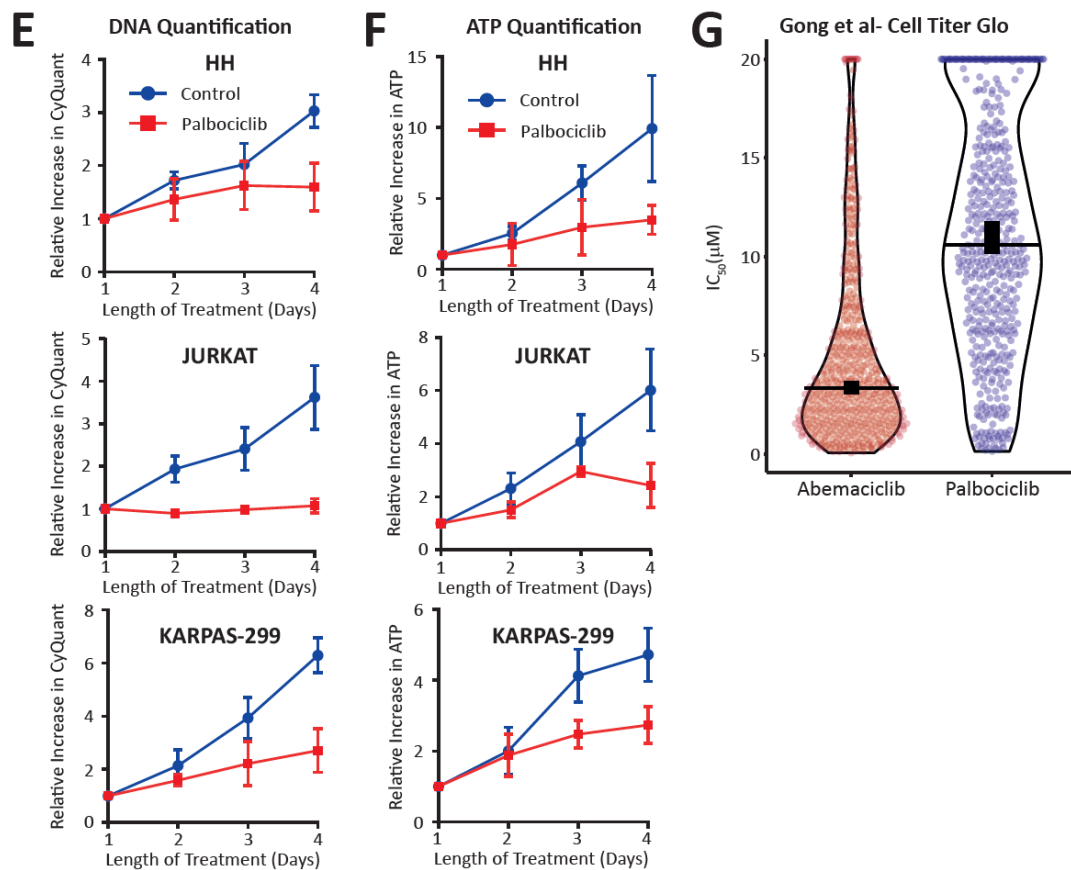 E
DNA Quantification
HH
Relative Increase in CyQuant
4
3
2
1
0
Control
Palbociclib
1 2 3 4
Length of Treatment (Days)
JURKAT
Relative Increase in CyQuant
5
4
3
2
1
0
1 2 3 4
Length of Treatment (Days)
KARPAS-299
Relative Increase in CyQuant
8
6
4
2
0
1 2 3 4
Length of Treatment (Days)
F
ATP Quantification
HH
Relative Increase in ATP
15
10
5
0
Control
Palbociclib
1 2 3 4
Length of Treatment (Days)
JURKAT
Relative Increase in ATP
8
6
4
2
0
1 2 3 4
Length of Treatment (Days)
KARPAS-299
Relative Increase in ATP
6
4
2
0
1 2 3 4
Length of Treatment (Days)
G
Gong et al- Cell Titer Glo
IC50(μM)
20
15
10
5
0
Abemaciclib Palbociclib